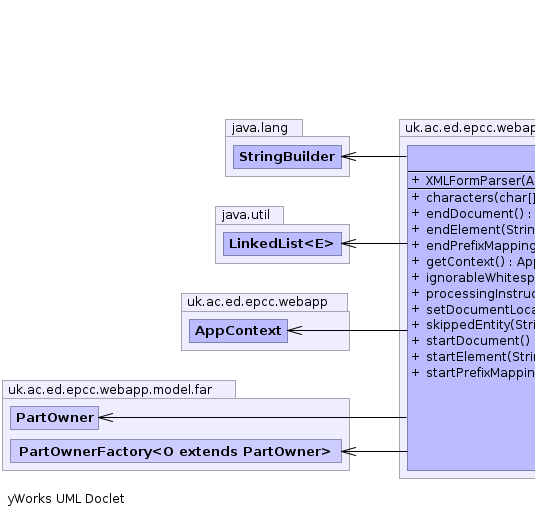 java.lang
StringBuilder
java.util
LinkedList<E>
uk.ac.ed.epcc.webapp
AppContext
uk.ac.ed.epcc.webapp.model.far
PartOwner
PartOwnerFactory<O extends PartOwner>
uk.ac.ed.epcc.webapp
+ XMLFormParser(A
+ characters(char[]
+ endDocument() :
+ endElement(Strin
+ endPrefixMapping
+ getContext() : App
+ ignorableWhitesp
+ processingInstruc
+ setDocumentLoca
+ skippedEntity(Stri
+ startDocument()
+ startElement(Strin
+ startPrefixMappin
yWorks UML Doclet